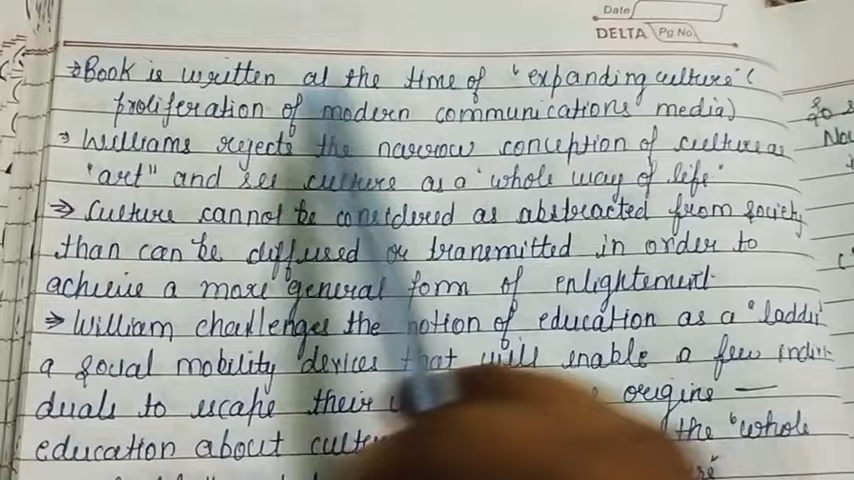 Date
DELTA Pg No.
→Book is written at the time of 'expanding culture' (
proliferation of modern communications media)
→ Williams rejects the narrow conception of culture as
"art" and see culture as a 'whole way of life'
⇒ Culture cannot be considered as abstracted from society
than can be diffused or transmitted in order to
achieve a more general form of enlightement.
⇒ William challenges the notion of education as a 'ladder'
a social mobility device that will enable a few indivi
duals to escape their origins —
education about the 'whole